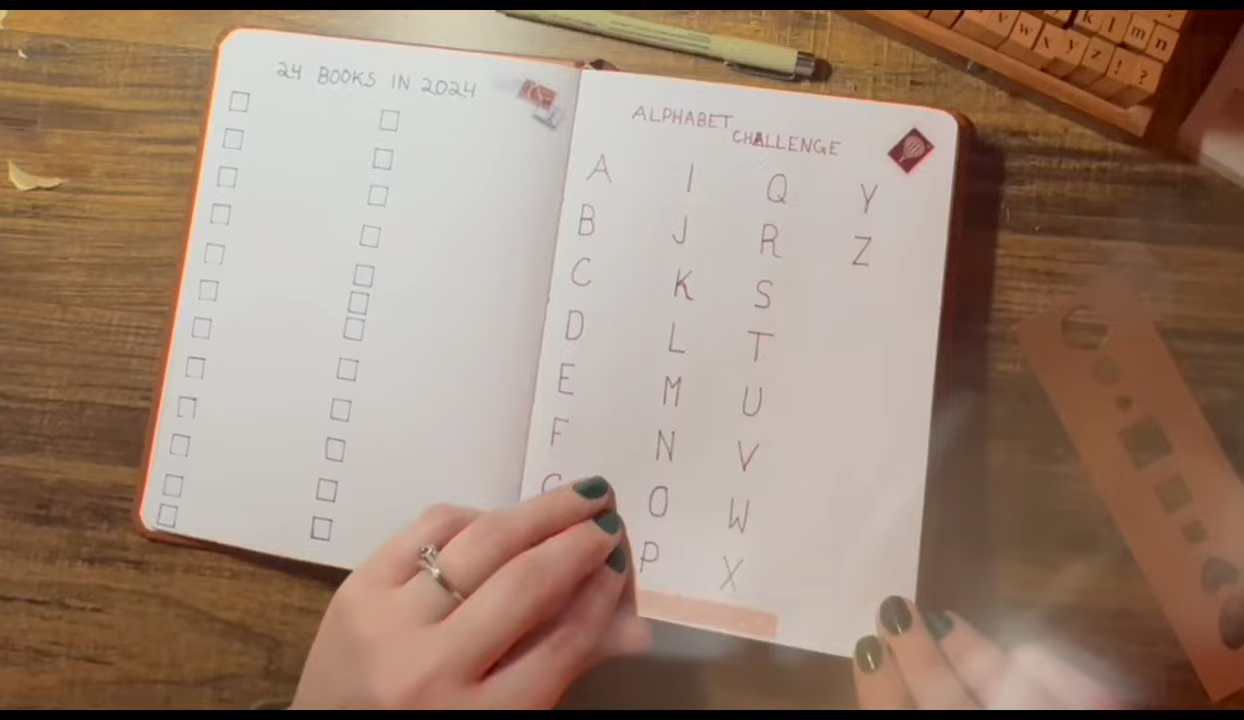 24 BOOKS IN 2024
ALPHABET
CHALLENGE
A
B
C
D
E
F
I
J
K
L
M
N
O
P
Q
R
S
T
U
V
W
X
Y
Z
k l m n
v w x y z ! ?